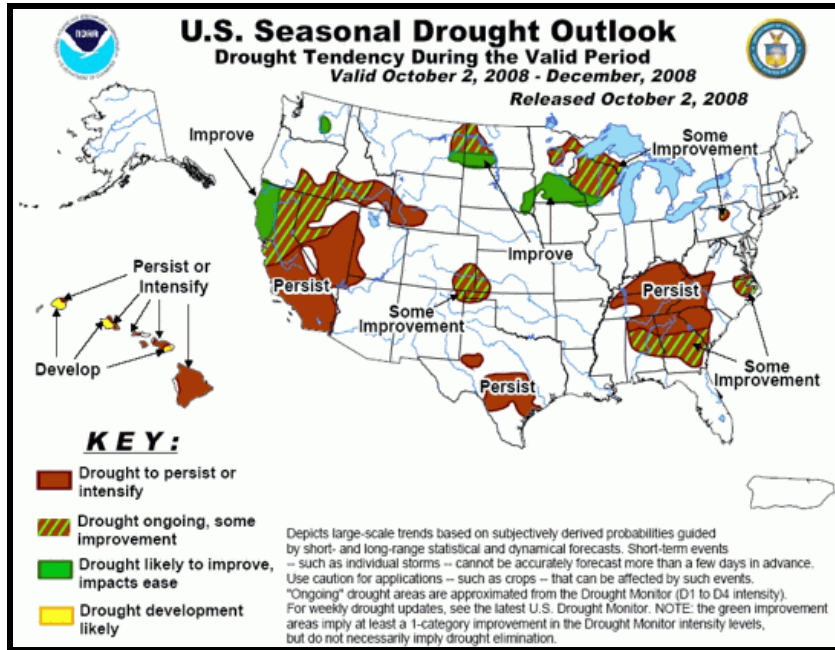 NOAA
U.S. Seasonal Drought Outlook
Drought Tendency During the Valid Period
Valid October 2, 2008 - December, 2008
Released October 2, 2008
Improve
Some
Improvement
Improve
Persist or
Intensify
Develop
Persist
Some
Improvement
Persist
Persist
Some
Improvement
KEY:
Drought to persist or
intensify
Drought ongoing, some
improvement
Drought likely to improve,
impacts ease
Drought development
likely
Depicts large-scale trends based on subjectively derived probabilities guided
by short- and long-range statistical and dynamical forecasts. Short-term events
-- such as individual storms -- cannot be accurately forecast more than a few days in advance.
Use caution for applications -- such as crops -- that can be affected by such events.
"Ongoing" drought areas are approximated from the Drought Monitor (D1 to D4 intensity).
For weekly drought updates, see the latest U.S. Drought Monitor. NOTE: the green improvement
areas imply at least a 1-category improvement in the Drought Monitor intensity levels,
but do not necessarily imply drought elimination.